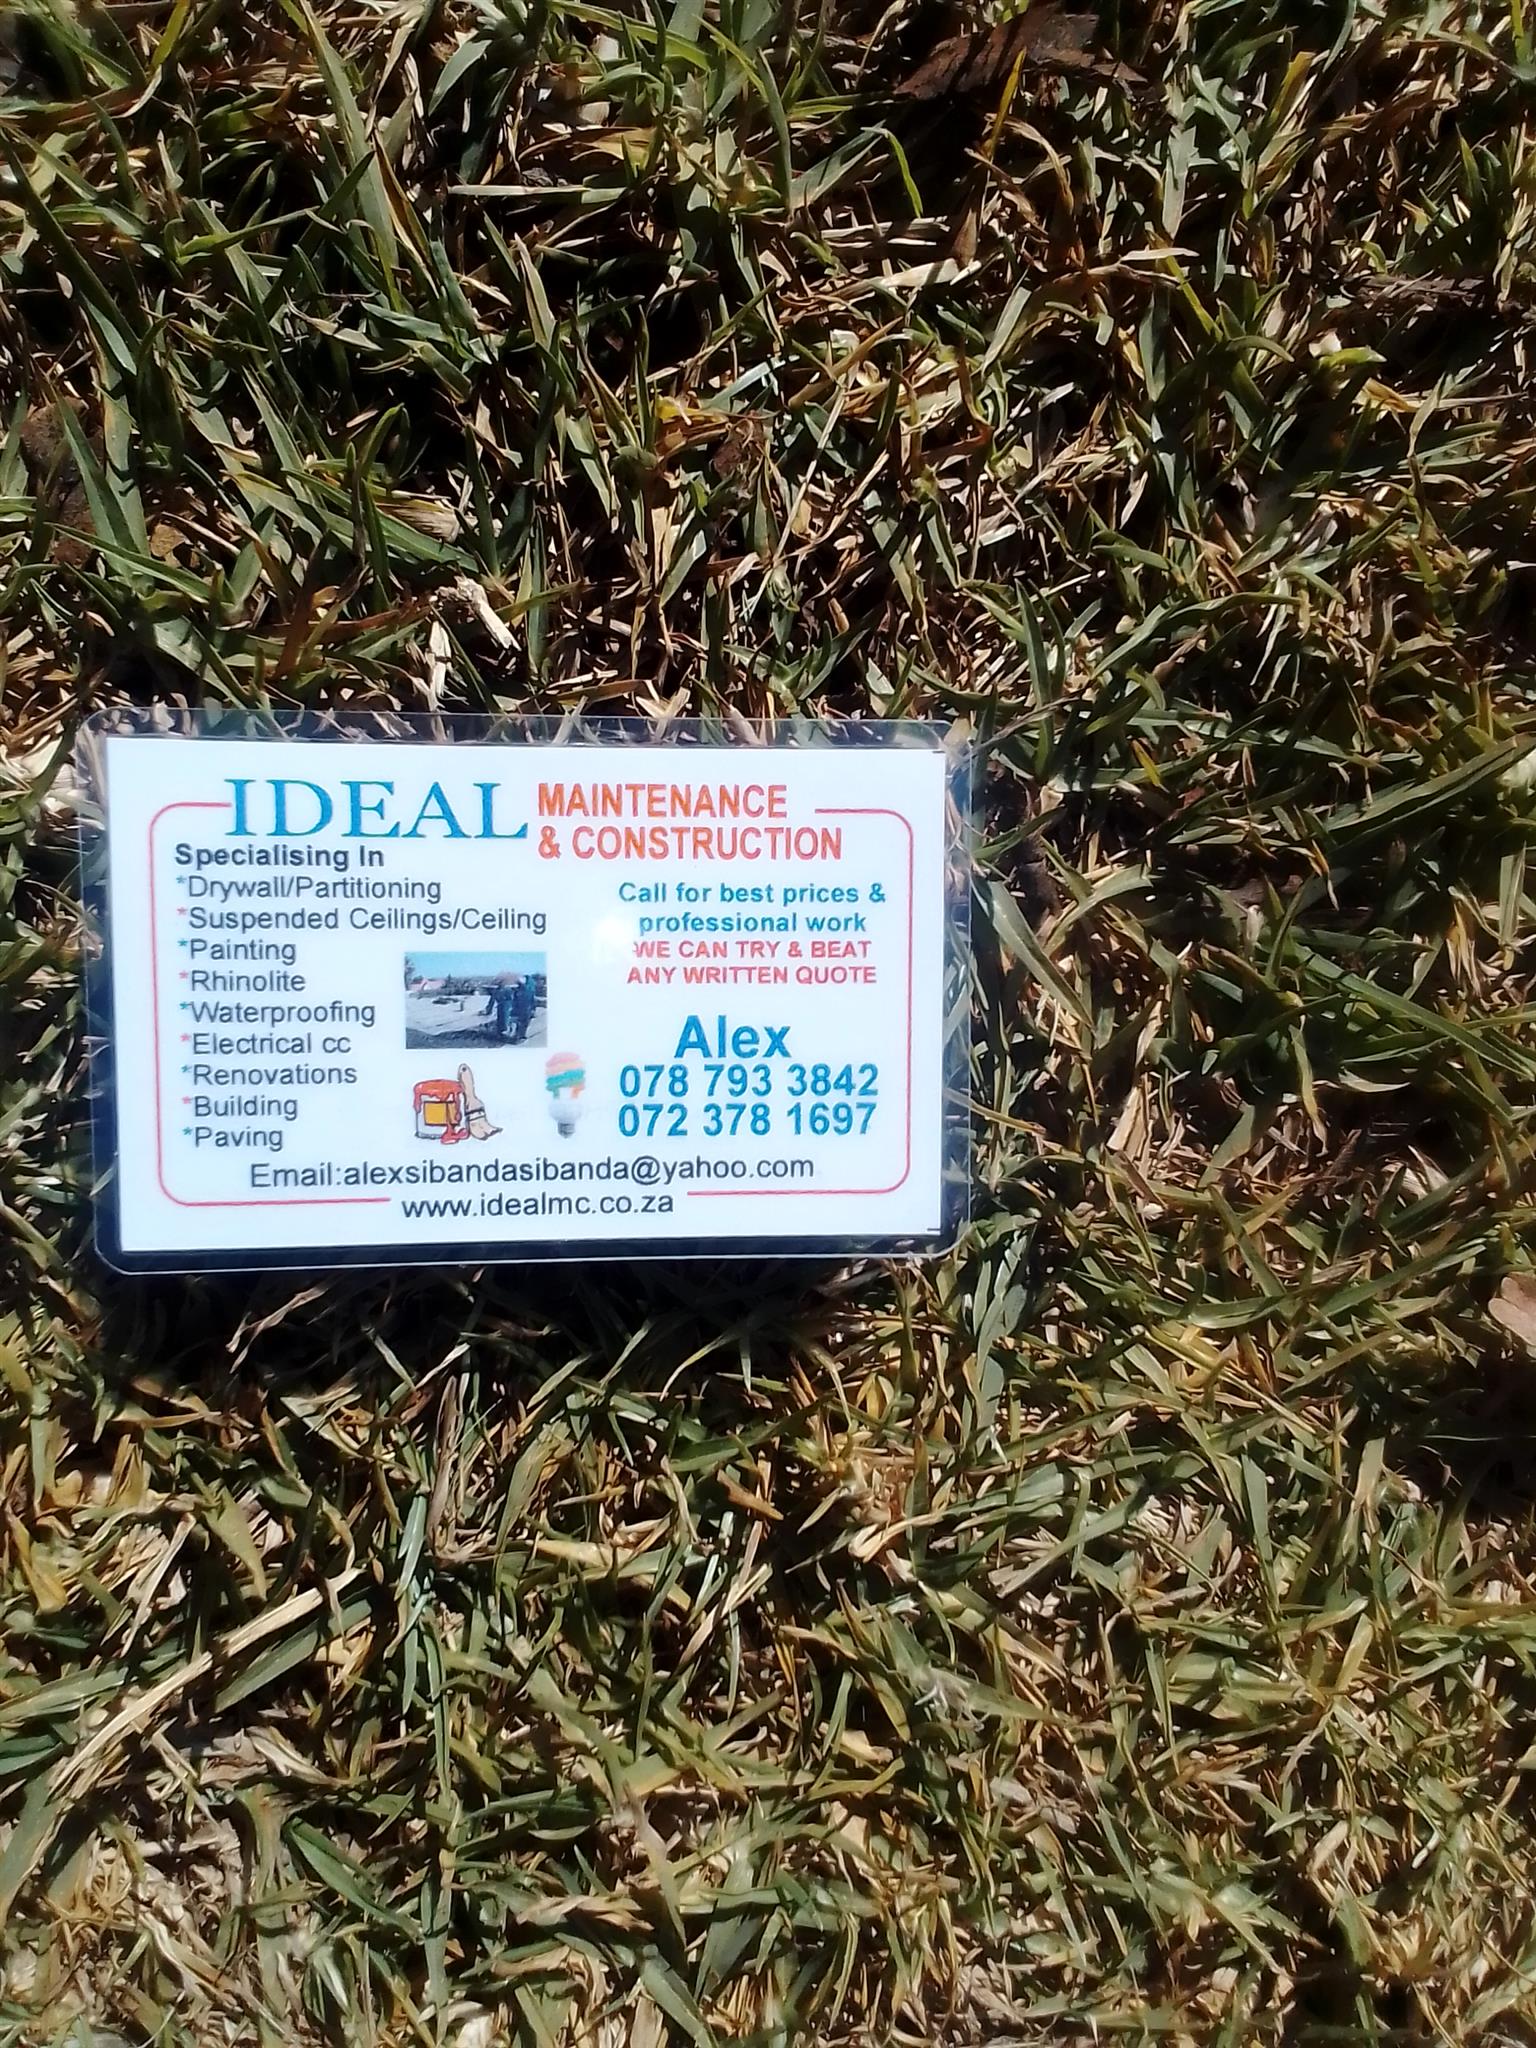 IDEAL MAINTENANCE
& CONSTRUCTION
Specialising In
*Drywall/Partitioning
*Suspended Ceilings/Ceiling
*Painting
*Rhinolite
*Waterproofing
*Electrical cc
*Renovations
*Building
*Paving
Call for best prices &
professional work
WE CAN TRY & BEAT
ANY WRITTEN QUOTE
Alex
078 793 3842
072 378 1697
Email:alexsibandasibanda@yahoo.com
www.idealmc.co.za